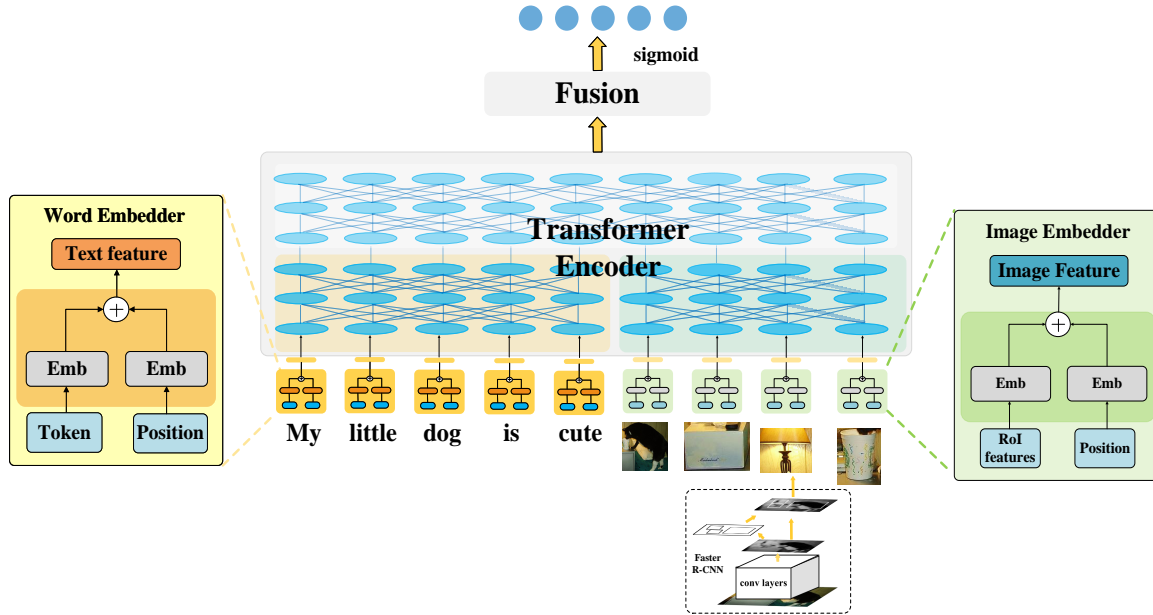 sigmoid
Fusion
Transformer
Encoder
Word Embedder
Text feature
Emb
Emb
Token
Position
My little dog is cute
Image Embedder
Image Feature
Emb
Emb
RoI
features
Position
Faster
R-CNN
conv layers